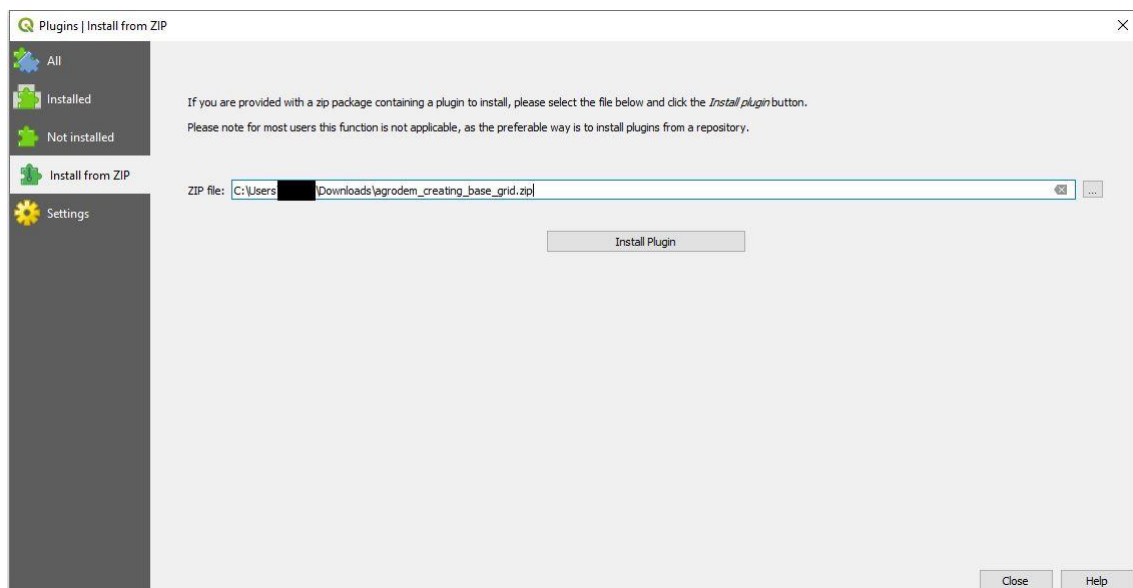 Plugins | Install from ZIP
All
Installed
Not installed
Install from ZIP
Settings
If you are provided with a zip package containing a plugin to install, please select the file below and click the Install plugin button.
Please note for most users this function is not applicable, as the preferable way is to install plugins from a repository.
ZIP file: C:\Users \Downloads\agrodem_creating_base_grid.zip ...
Install Plugin
Close Help